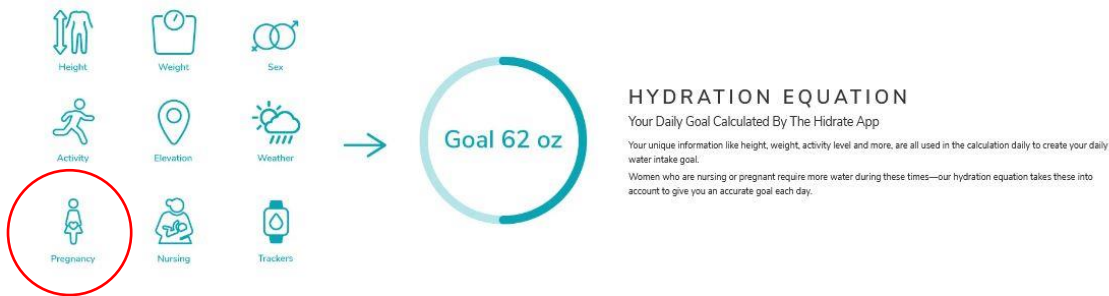 Height
Weight
Sex
Activity
Elevation
Weather
Pregnancy
Nursing
Trackers
Goal 62 oz
HYDRATION EQUATION
Your Daily Goal Calculated By The Hidrate App
Your unique information like height, weight, activity level and more, are all used in the calculation daily to create your daily
water intake goal.
Women who are nursing or pregnant require more water during these times—our hydration equation takes these into
account to give you an accurate goal each day.